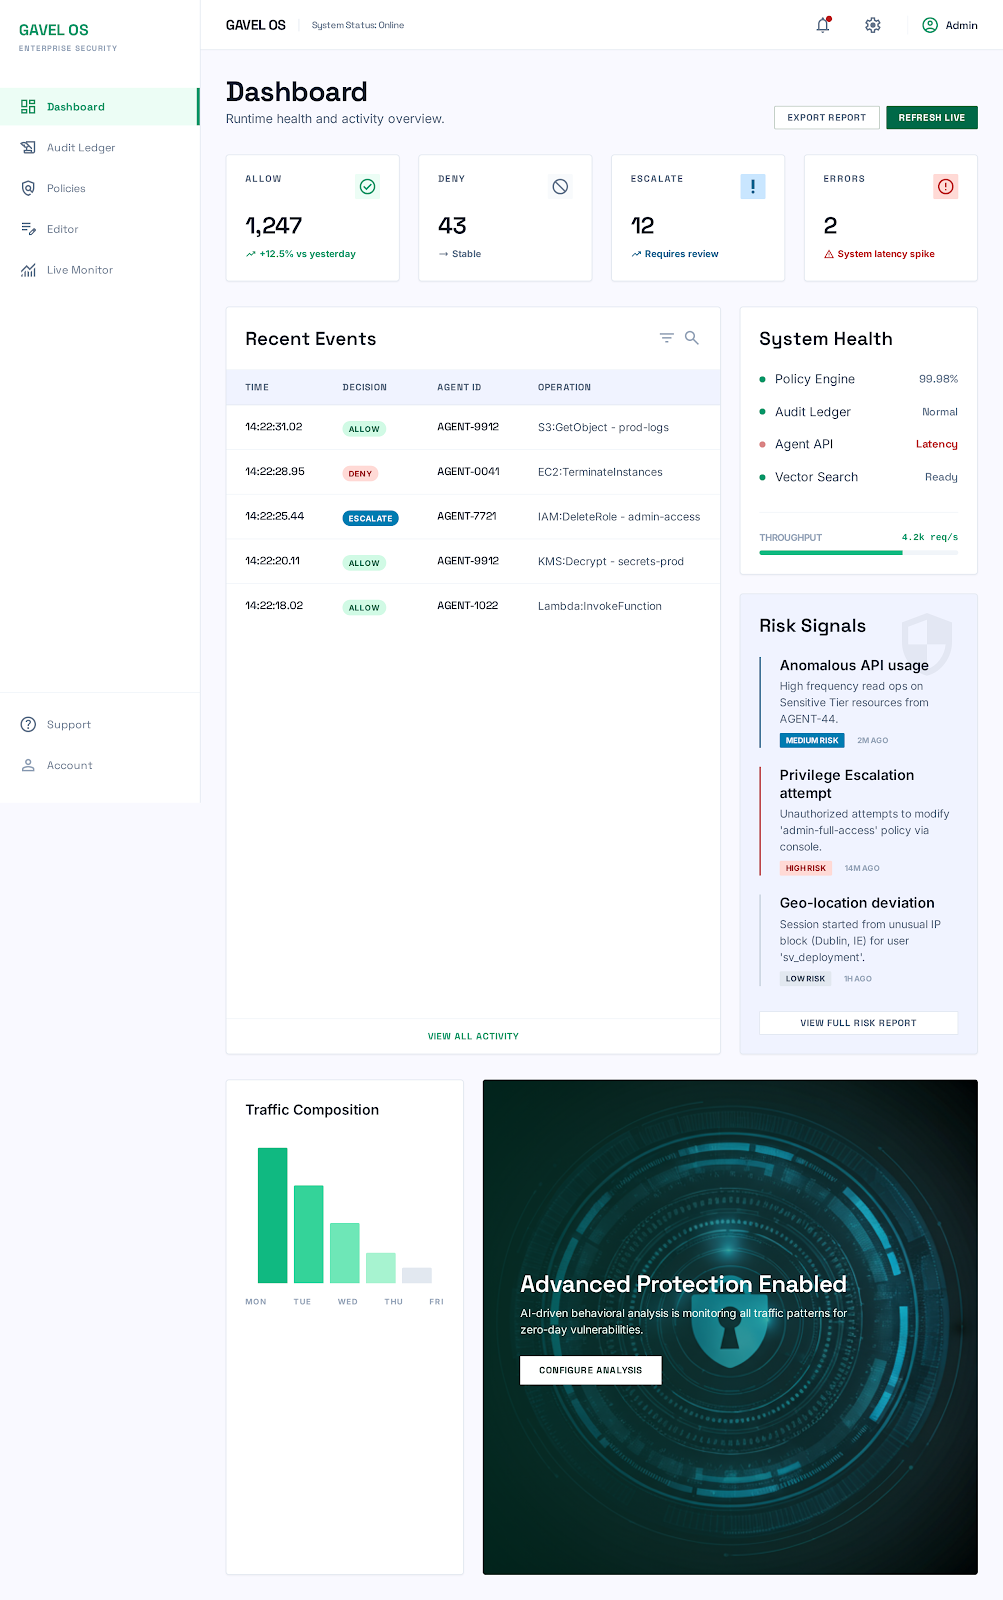 GAVEL OS
ENTERPRISE SECURITY
Dashboard
Audit Ledger
Policies
Editor
Live Monitor
Support
Account
GAVEL OS
System Status: Online
Admin
Dashboard
Runtime health and activity overview.
EXPORT REPORT
REFRESH LIVE
ALLOW
1,247
+12.5% vs yesterday
DENY
43
Stable
ESCALATE
12
Requires review
ERRORS
2
System latency spike
Recent Events
TIME DECISION AGENT ID OPERATION
14:22:31.02 ALLOW AGENT-9912 S3:GetObject - prod-logs
14:22:28.95 DENY AGENT-0041 EC2:TerminateInstances
14:22:25.44 ESCALATE AGENT-7721 IAM:DeleteRole - admin-access
14:22:20.11 ALLOW AGENT-9912 KMS:Decrypt - secrets-prod
14:22:18.02 ALLOW AGENT-1022 Lambda:InvokeFunction
VIEW ALL ACTIVITY
System Health
Policy Engine 99.98%
Audit Ledger Normal
Agent API Latency
Vector Search Ready
THROUGHPUT 4.2k req/s
Risk Signals
Anomalous API usage
High frequency read ops on
Sensitive Tier resources from
AGENT-44.
MEDIUM RISK 2M AGO
Privilege Escalation
attempt
Unauthorized attempts to modify
'admin-full-access' policy via
console.
HIGH RISK 14M AGO
Geo-location deviation
Session started from unusual IP
block (Dublin, IE) for user
'sv_deployment'.
LOW RISK 1H AGO
VIEW FULL RISK REPORT
Traffic Composition
MON TUE WED THU FRI
Advanced Protection Enabled
AI-driven behavioral analysis is monitoring all traffic patterns for
zero-day vulnerabilities.
CONFIGURE ANALYSIS